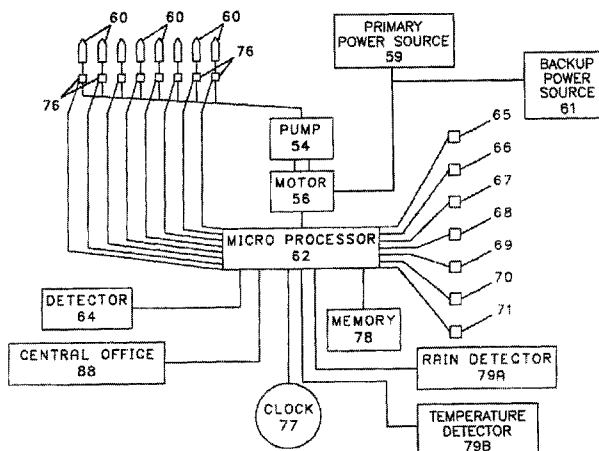 60
60
60
76
76
PRIMARY
POWER SOURCE
59
BACKUP
POWER
SOURCE
61
PUMP
54
MOTOR
56
65
66
67
68
69
70
71
MICRO PROCESSOR
62
DETECTOR
64
MEMORY
78
CENTRAL OFFICE
88
CLOCK
77
RAIN DETECTOR
79A
TEMPERATURE
DETECTOR
79B